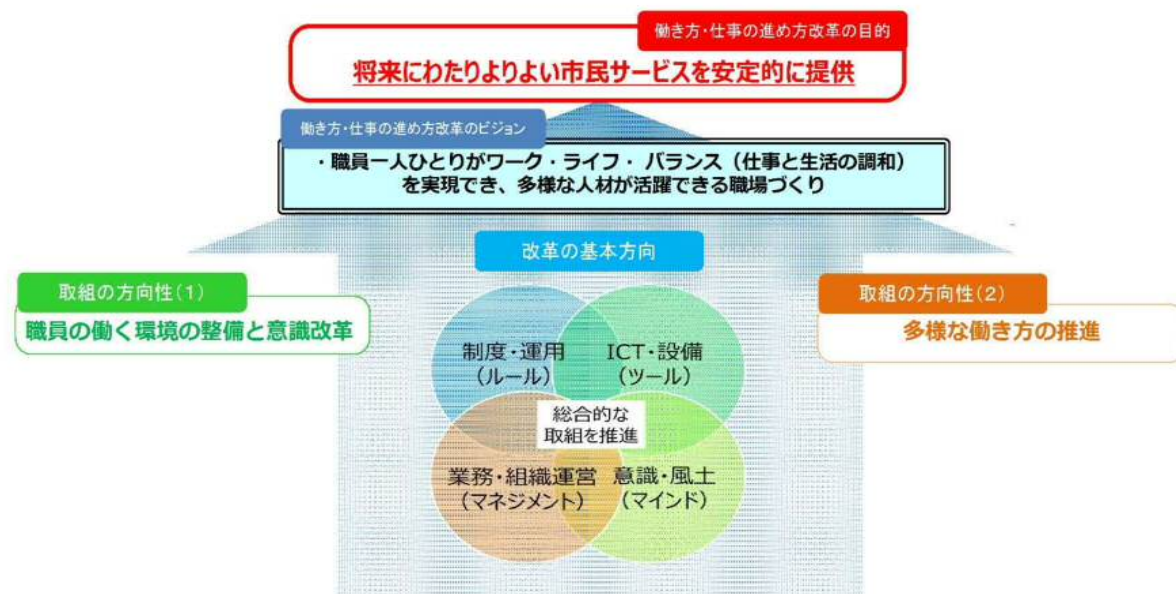 働き方・仕事の進め方改革の目的
将来にわたりよりよい市民サービスを安定的に提供
働き方・仕事の進め方改革のビジョン
・職員一人ひとりがワーク・ライフ・ バランス（仕事と生活の調和）
を実現でき、多様な人材が活躍できる職場づくり
改革の基本方向
取組の方向性(1)
職員の働く環境の整備と意識改革
取組の方向性(2)
多様な働き方の推進
制度・運用
(ルール)
ICT・設備
(ツール)
総合的な
取組を推進
業務・組織運営
(マネジメント)
意識・風土
(マインド)